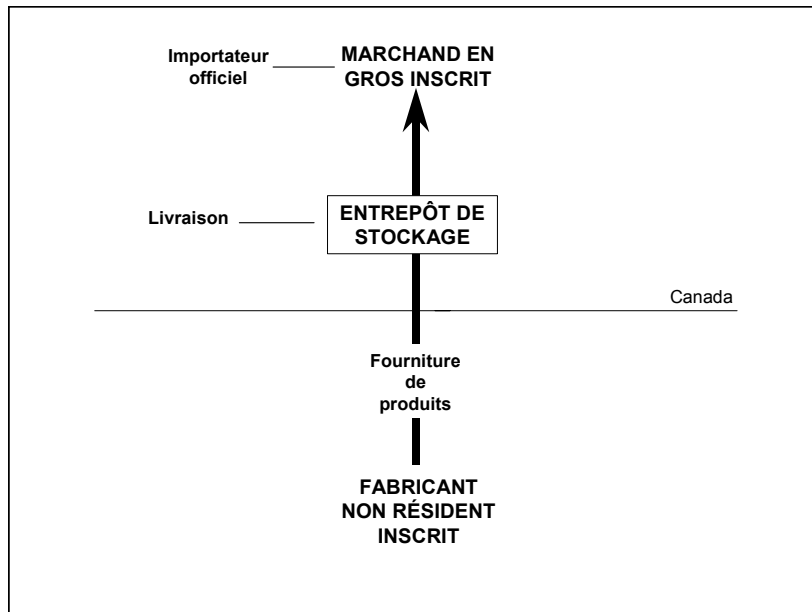 Importateur
officiel
MARCHAND EN
GROS INSCRIT
Livraison
ENTREPÔT DE
STOCKAGE
Canada
Fourniture
de
produits
FABRICANT
NON RÉSIDENT
INSCRIT